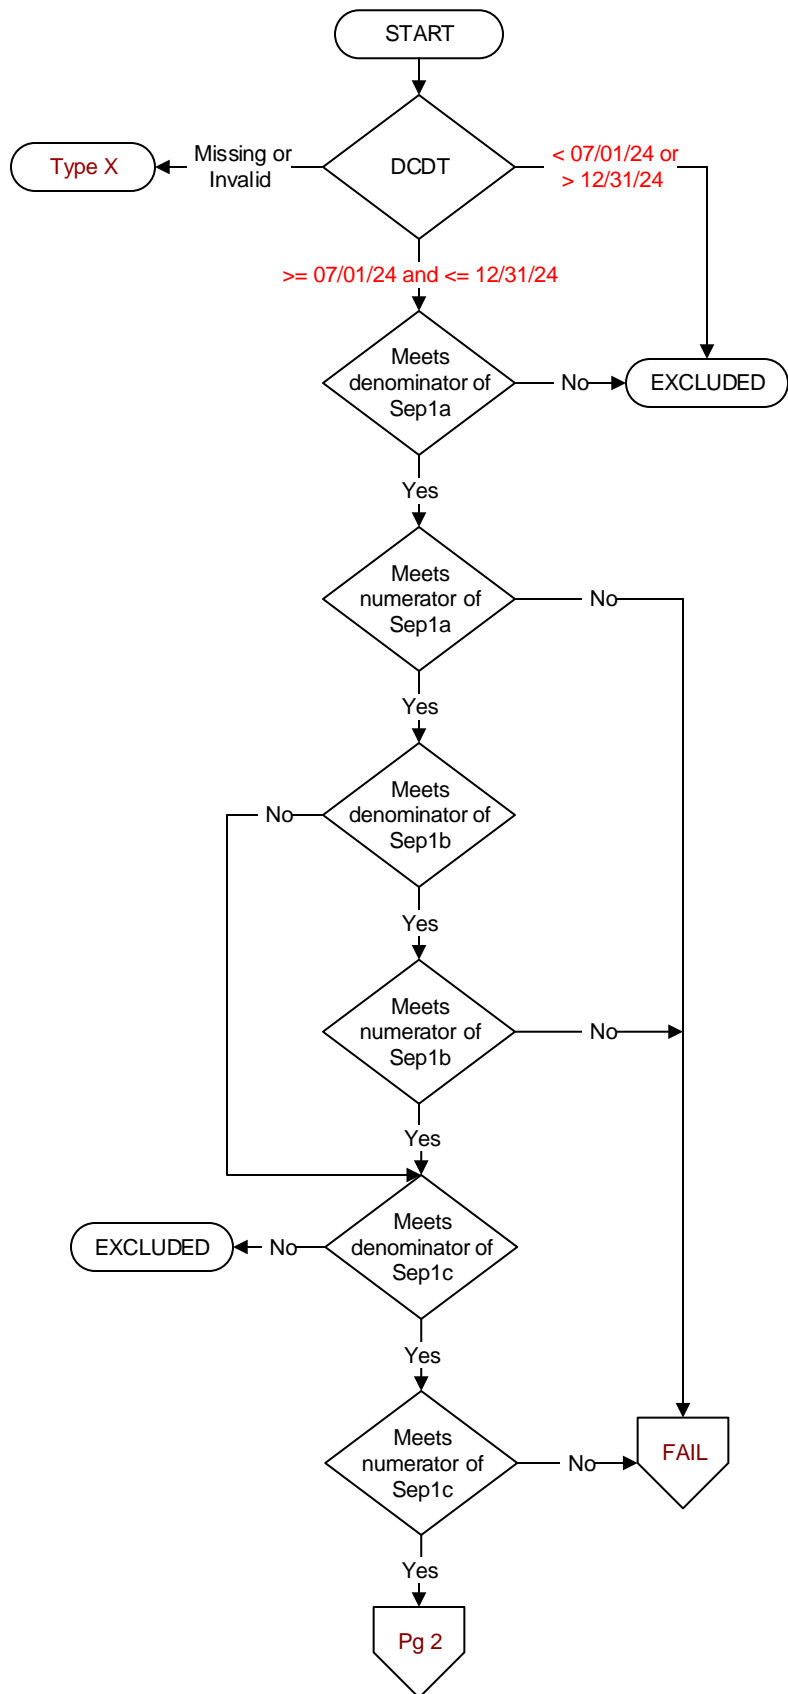 START
Type X
Missing or
Invalid
DCDT
< 07/01/24 or
> 12/31/24
>= 07/01/24 and <= 12/31/24
Meets
denominator of
Sep1a
No
EXCLUDED
Yes
Meets
numerator of
Sep1a
No
Yes
No
Meets
denominator of
Sep1b
Yes
Meets
numerator of
Sep1b
No
Yes
EXCLUDED
No
Meets
denominator of
Sep1c
Yes
Meets
numerator of
Sep1c
No
FAIL
Yes
Pg 2